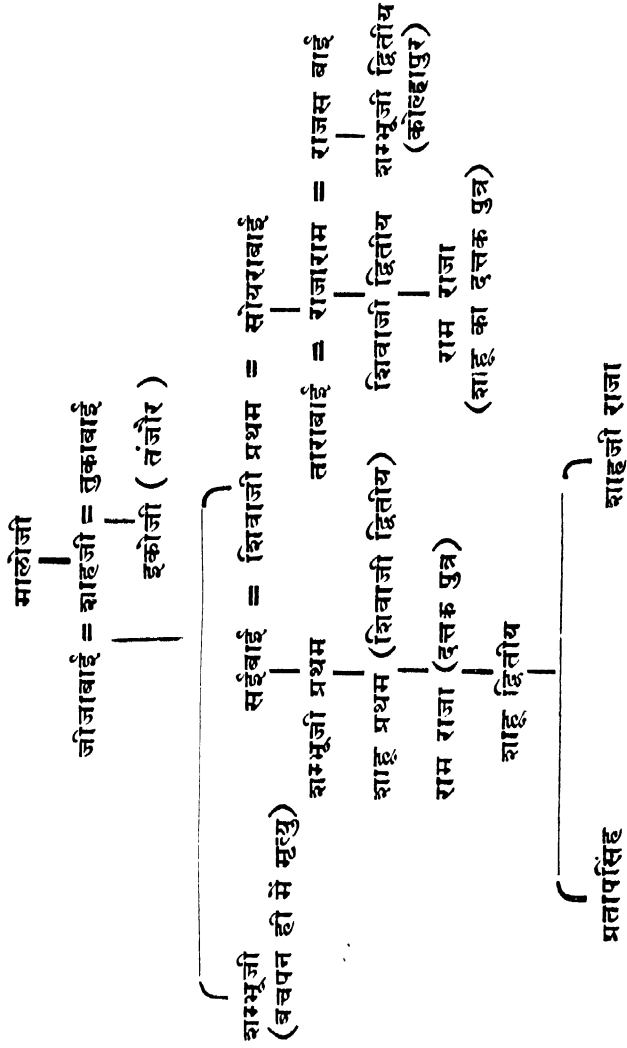 मालोजी
जीजाबाई = शाहजी = तुकाबाई
इकोजी ( तंजौर )
शम्भूजी
(बचपन ही में मृत्यु)
सईबाई = शिवाजी प्रथम = सोयराबाई
शम्भूजी प्रथम
ताराबाई = राजाराम = राजस बाई
शाहू प्रथम (शिवाजी द्वितीय)
शिवाजी द्वितीय
शम्भूजी द्वितीय
(कोल्हापुर)
राम राजा (दत्तक पुत्र)
राम राजा
(शाहू का दत्तक पुत्र)
शाहू द्वितीय
प्रतापसिंह
शाहजी राजा